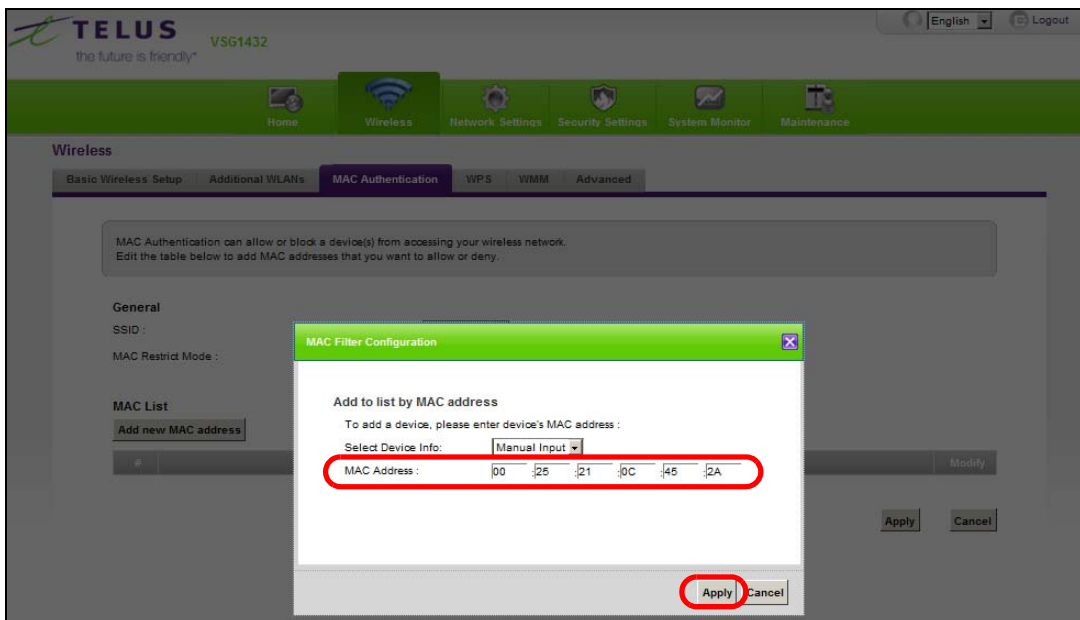 TELUS
the future is friendly*
VSG1432
English
Logout
Home
Wireless
Network Settings
Security Settings
System Monitor
Maintenance
Wireless
Basic Wireless Setup
Additional WLANs
MAC Authentication
WPS
WMM
Advanced
MAC Authentication can allow or block a device(s) from accessing your wireless network.
Edit the table below to add MAC addresses that you want to allow or deny.
General
SSID :
MAC Restrict Mode :
MAC List
Add new MAC address
#
Modify
Apply
Cancel
MAC Filter Configuration
Add to list by MAC address
To add a device, please enter device's MAC address :
Select Device Info: Manual Input
MAC Address : 00 :25 :21 :0C :45 :2A
Apply Cancel